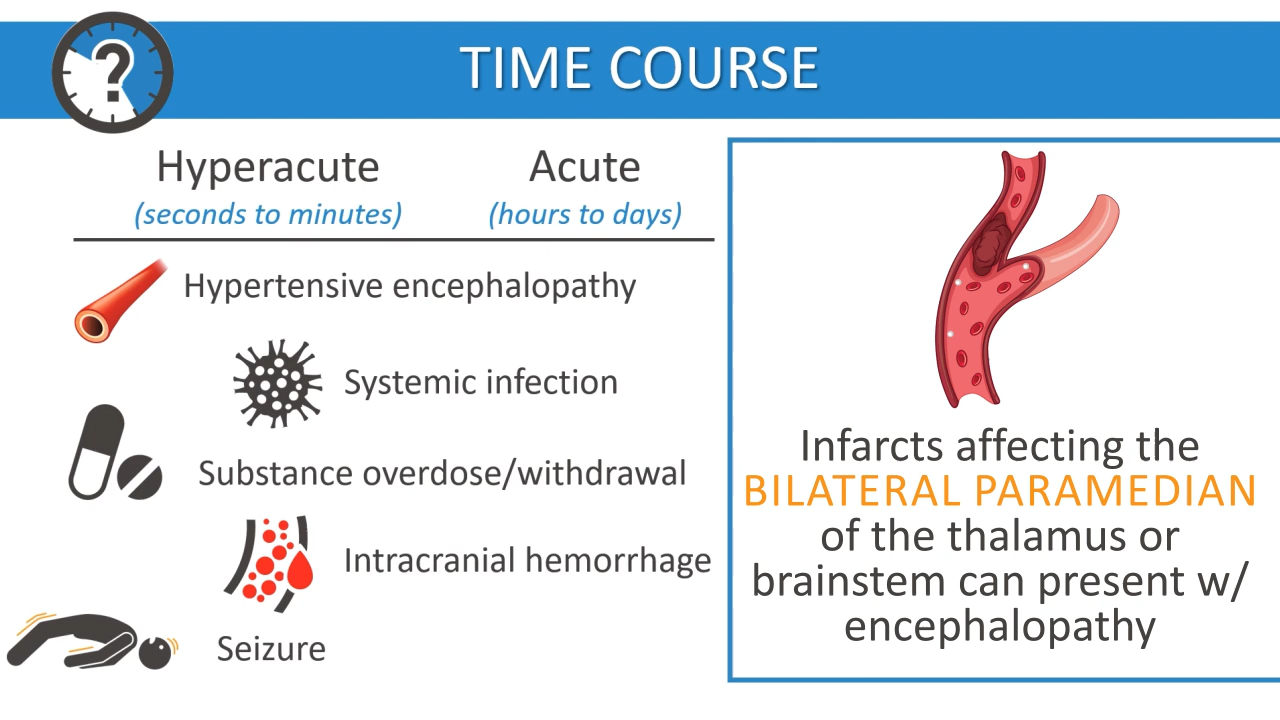 ?
TIME COURSE
Hyperacute
(seconds to minutes)
Acute
(hours to days)
Hypertensive encephalopathy
Systemic infection
Substance overdose/withdrawal
Intracranial hemorrhage
Seizure
Infarcts affecting the
BILATERAL PARAMEDIAN
of the thalamus or
brainstem can present w/
encephalopathy